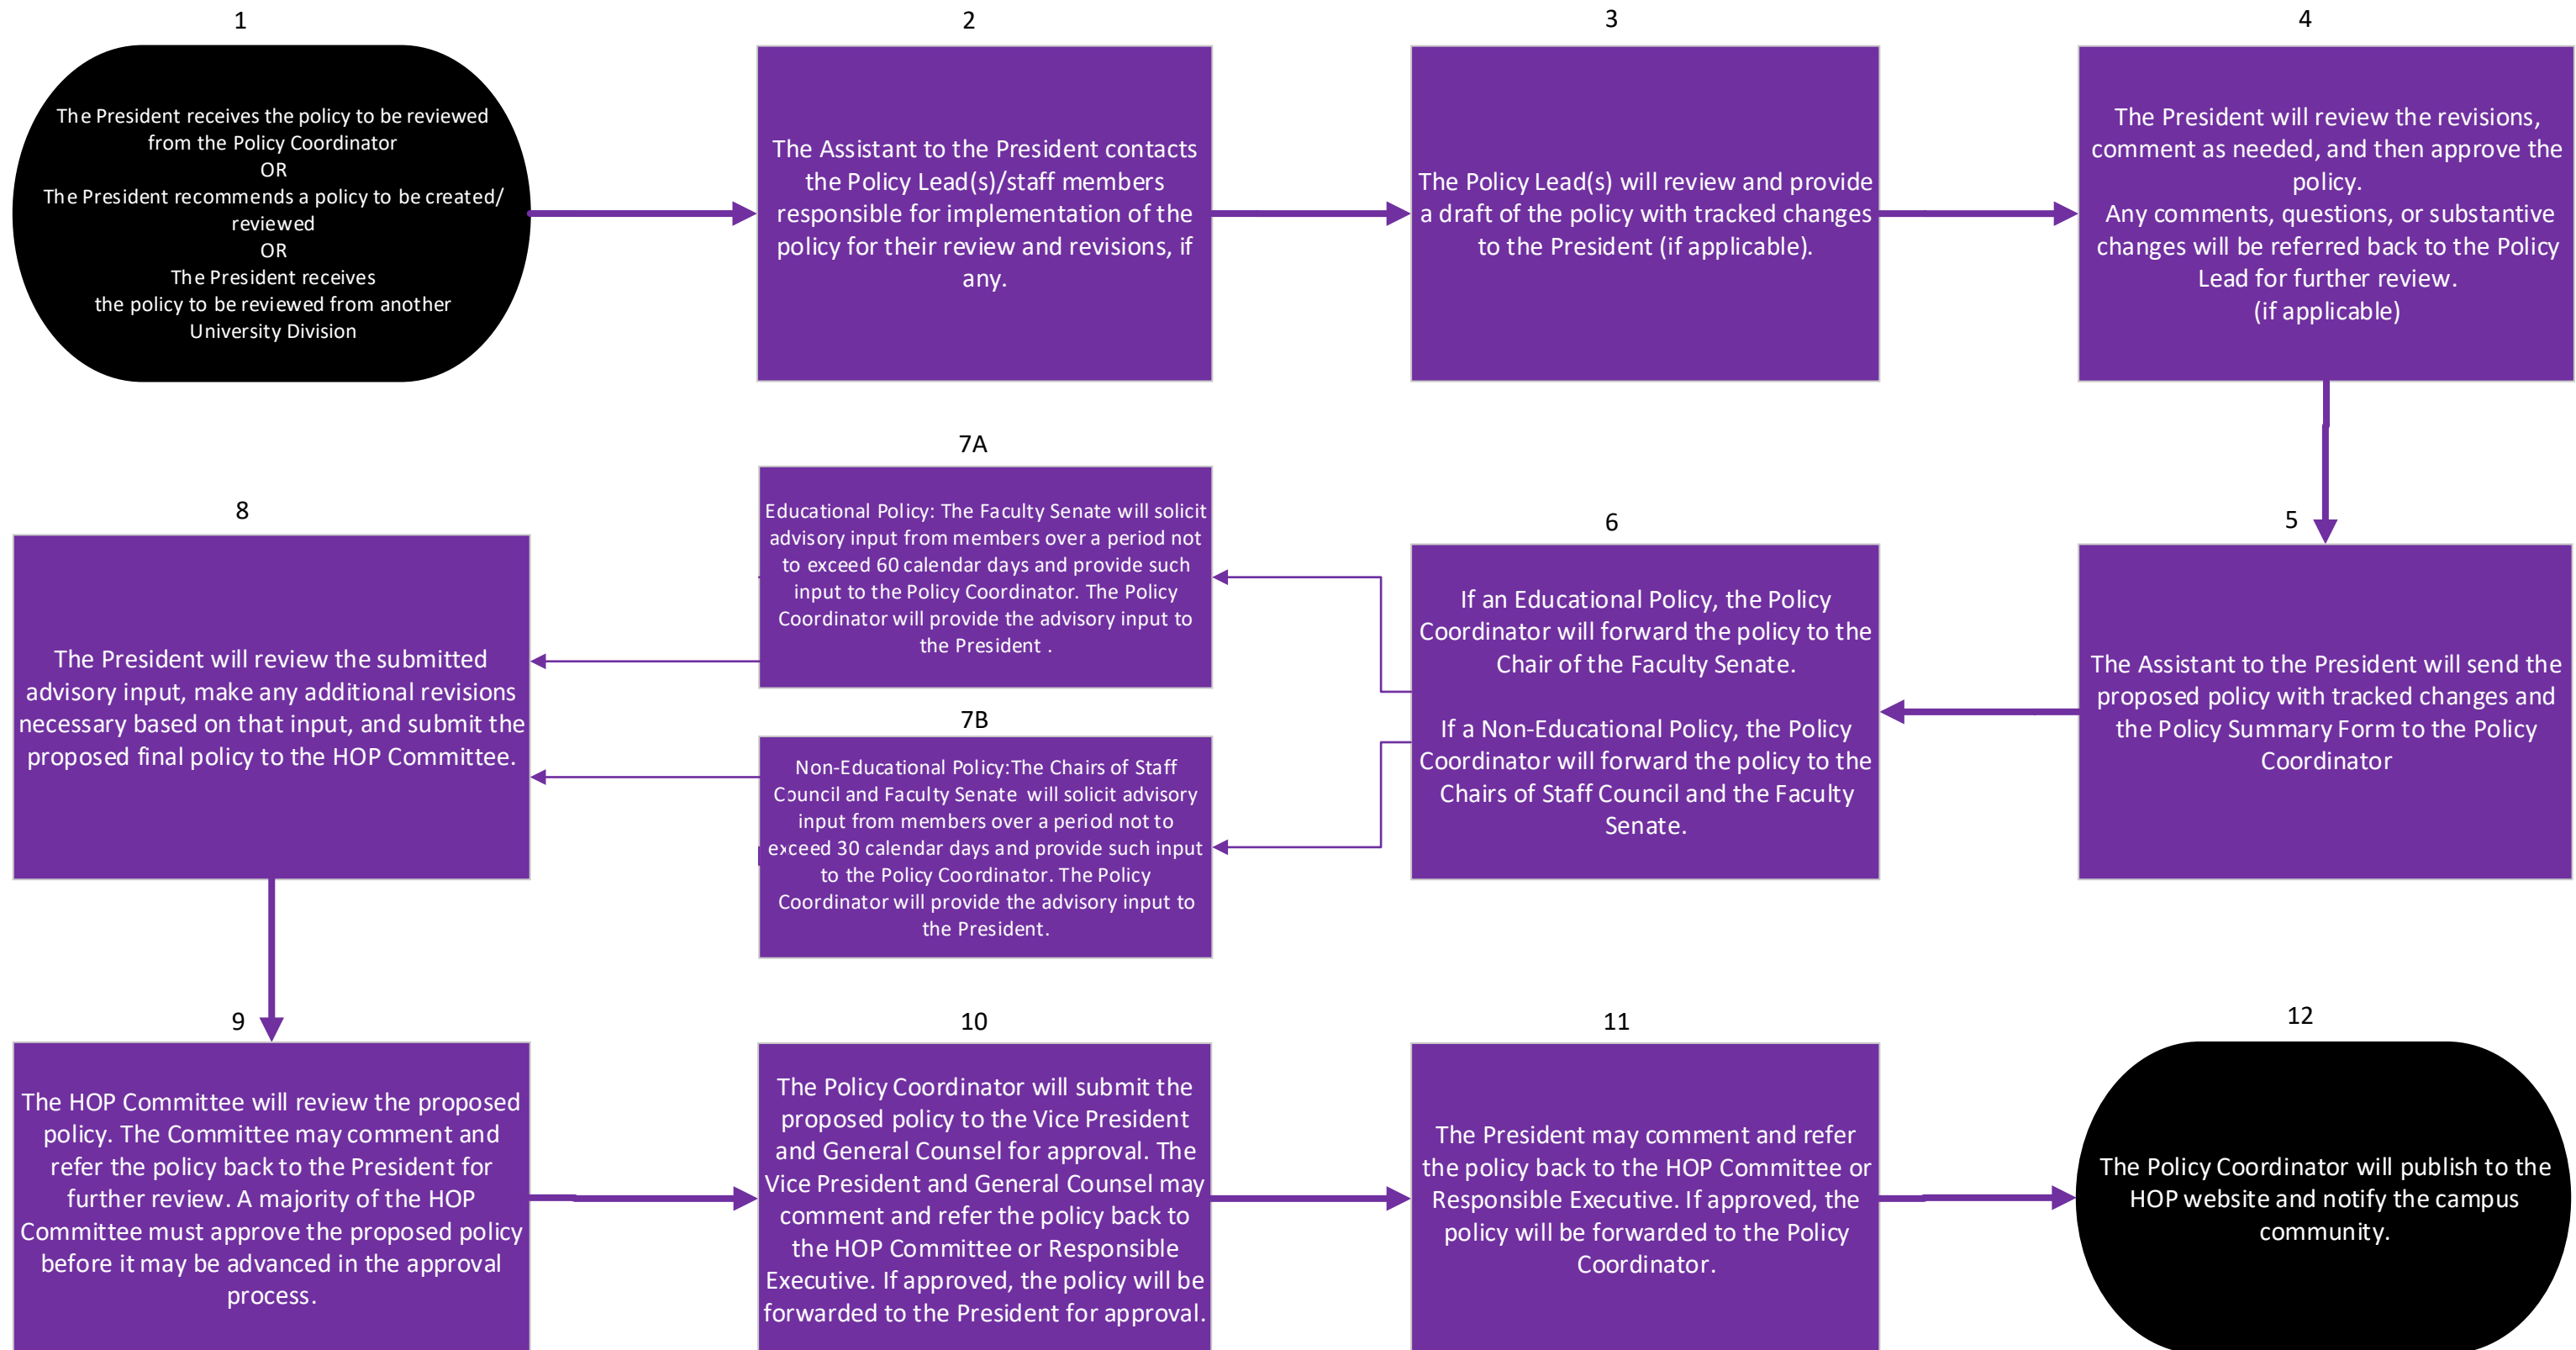 1
The President receives the policy to be reviewed
from the Policy Coordinator
OR
The President recommends a policy to be created/
reviewed
OR
The President receives
the policy to be reviewed from another
University Division
2
The Assistant to the President contacts
the Policy Lead(s)/staff members
responsible for implementation of the
policy for their review and revisions, if
any.
3
The Policy Lead(s) will review and provide
a draft of the policy with tracked changes
to the President (if applicable).
4
The President will review the revisions,
comment as needed, and then approve the
policy.
Any comments, questions, or substantive
changes will be referred back to the Policy
Lead for further review.
(if applicable)
5
The Assistant to the President will send the
proposed policy with tracked changes and
the Policy Summary Form to the Policy
Coordinator
6
If an Educational Policy, the Policy
Coordinator will forward the policy to the
Chair of the Faculty Senate.
If a Non-Educational Policy, the Policy
Coordinator will forward the policy to the
Chairs of Staff Council and the Faculty
Senate.
7A
Educational Policy: The Faculty Senate will solicit
advisory input from members over a period not
to exceed 60 calendar days and provide such
input to the Policy Coordinator. The Policy
Coordinator will provide the advisory input to
the President .
7B
Non-Educational Policy:The Chairs of Staff
Council and Faculty Senate will solicit advisory
input from members over a period not to
exceed 30 calendar days and provide such input
to the Policy Coordinator. The Policy
Coordinator will provide the advisory input to
the President.
8
The President will review the submitted
advisory input, make any additional revisions
necessary based on that input, and submit the
proposed final policy to the HOP Committee.
9
The HOP Committee will review the proposed
policy. The Committee may comment and
refer the policy back to the President for
further review. A majority of the HOP
Committee must approve the proposed policy
before it may be advanced in the approval
process.
10
The Policy Coordinator will submit the
proposed policy to the Vice President
and General Counsel for approval. The
Vice President and General Counsel may
comment and refer the policy back to
the HOP Committee or Responsible
Executive. If approved, the policy will be
forwarded to the President for approval.
11
The President may comment and refer
the policy back to the HOP Committee or
Responsible Executive. If approved, the
policy will be forwarded to the Policy
Coordinator.
12
The Policy Coordinator will publish to the
HOP website and notify the campus
community.